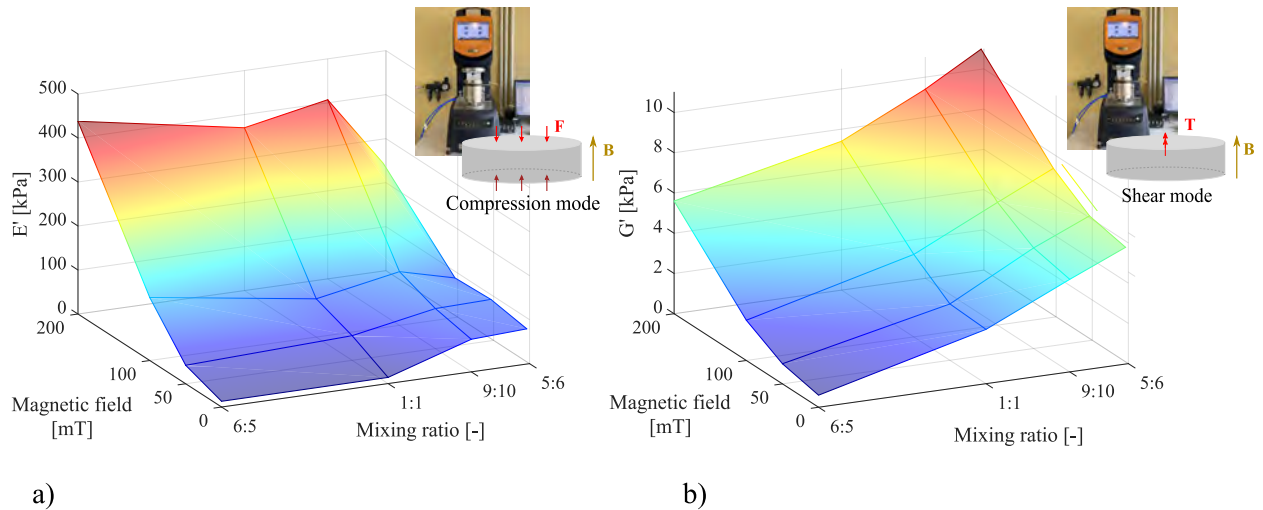 500
400
300
200
100
0
E' [kPa]
200
100
50
0
Magnetic field
[mT]
6:5
1:1
9:10
5:6
Mixing ratio [-]
F
B
Compression mode
a)
10
8
6
4
2
0
G' [kPa]
200
100
50
0
Magnetic field
[mT]
6:5
1:1
9:10
5:6
Mixing ratio [-]
T
B
Shear mode
b)